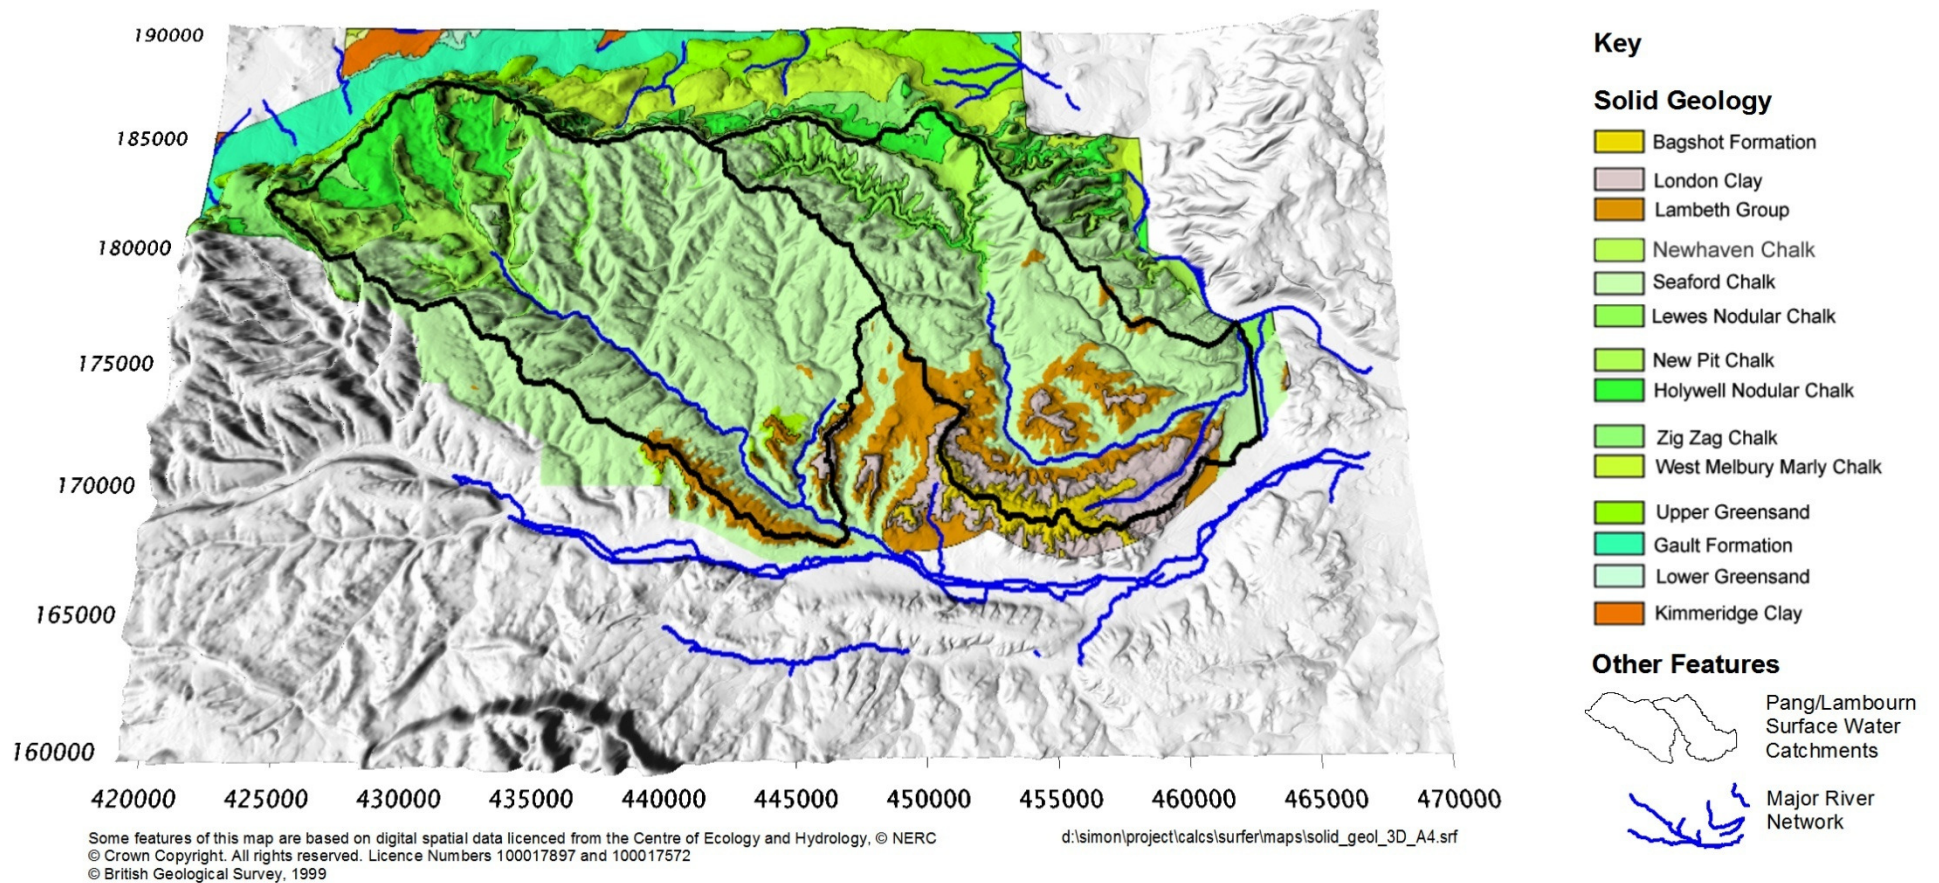 190000
185000
180000
175000
170000
165000
160000
420000 425000 430000 435000 440000 445000 450000 455000 460000 465000 470000
Some features of this map are based on digital spatial data licenced from the Centre of Ecology and Hydrology, © NERC
© Crown Copyright. All rights reserved. Licence Numbers 100017897 and 100017572
© British Geological Survey, 1999
d:\simon\project\calcs\surfer\maps\solid_geol_3D_A4.srf
Key
Solid Geology
Bagshot Formation
London Clay
Lambeth Group
Newhaven Chalk
Seaford Chalk
Lewes Nodular Chalk
New Pit Chalk
Holywell Nodular Chalk
Zig Zag Chalk
West Melbury Marly Chalk
Upper Greensand
Gault Formation
Lower Greensand
Kimmeridge Clay
Other Features
Pang/Lambourn
Surface Water
Catchments
Major River
Network